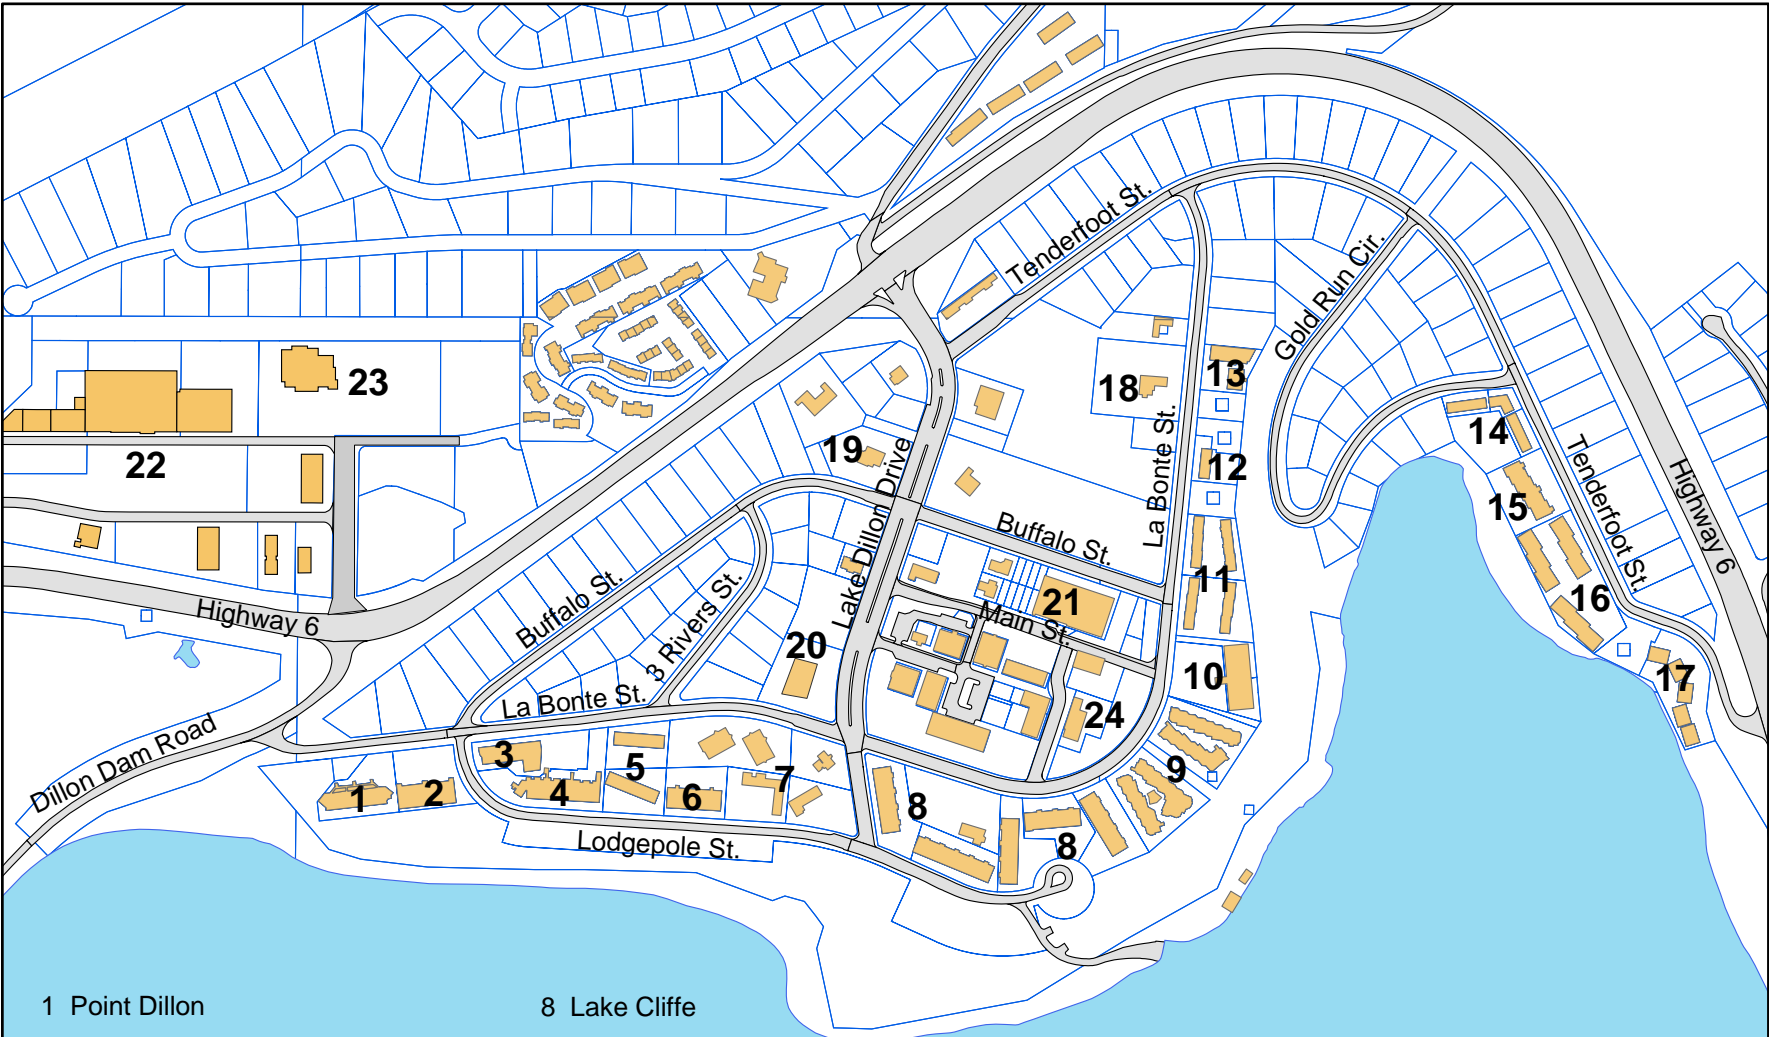 Tenderfoot St.
Gold Run Cir.
23
18
13
14
22
19
12
Lake Dillon Drive
La Bonte St.
Tenderfoot St.
Highway 6
15
Buffalo St.
Highway 6
Buffalo St.
3 Rivers St.
21
11
16
Main St.
20
10
17
La Bonte St.
24
Dillon Dam Road
3
5
7
9
1
2
4
6
8
8
Lodgepole St.
1 Point Dillon
8 Lake Cliffe